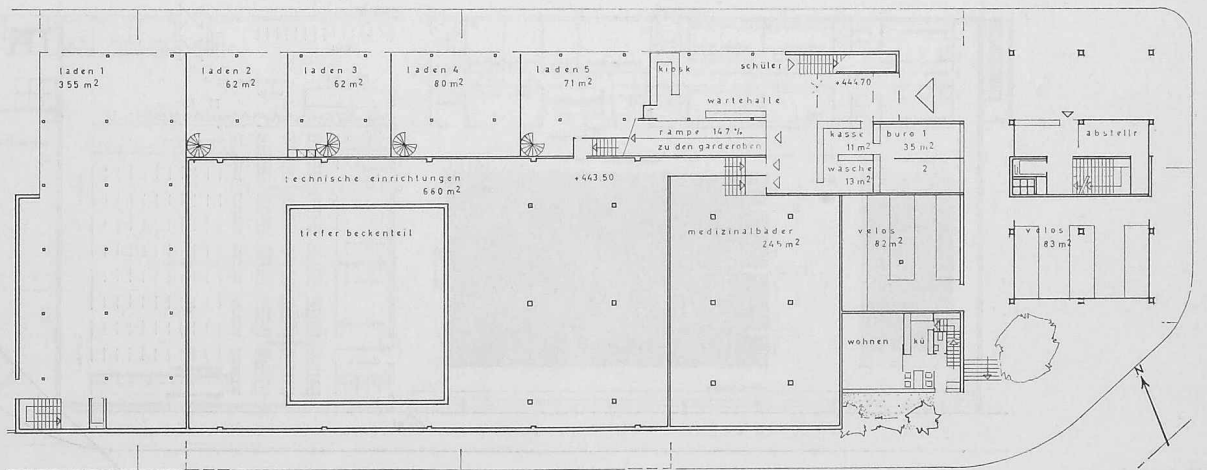 laden 1
355 m²
laden 2
62 m²
laden 3
62 m²
laden 4
80 m²
laden 5
71 m²
kiosk
schüler
+444.70
wartehalle
rampe 14.7 %
zu den garderoben
kasse
11 m²
büro 1
35 m²
2
wäsche
13 m²
abstellr
technische einrichtungen
660 m²
+443.50
tiefer beckenteil
medizinalbäder
245 m²
velos
82 m²
velos
83 m²
wohnen
kü
N